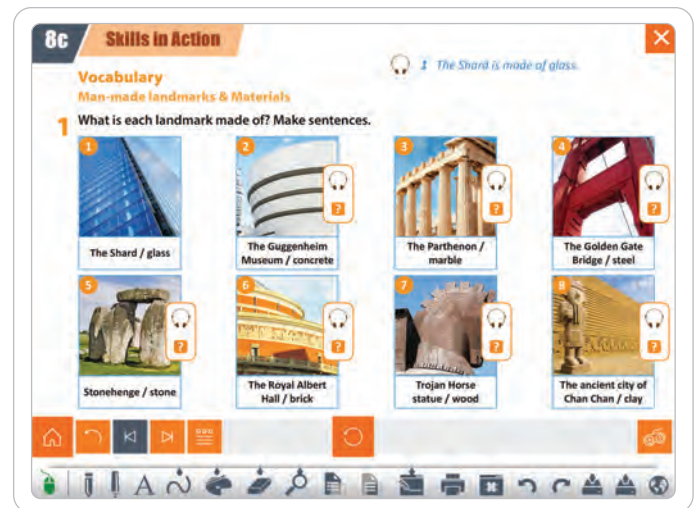 8c Skills in Action
1 The Shard is made of glass.
Vocabulary
Man-made landmarks & Materials
1 What is each landmark made of? Make sentences.
1
2
3
4
The Shard / glass
The Guggenheim
Museum / concrete
?
The Parthenon /
marble
?
The Golden Gate
Bridge / steel
?
5
6
7
8
Stonehenge / stone
?
The Royal Albert
Hall / brick
?
Trojan Horse
statue / wood
?
The ancient city of
Chan Chan / clay
?
A